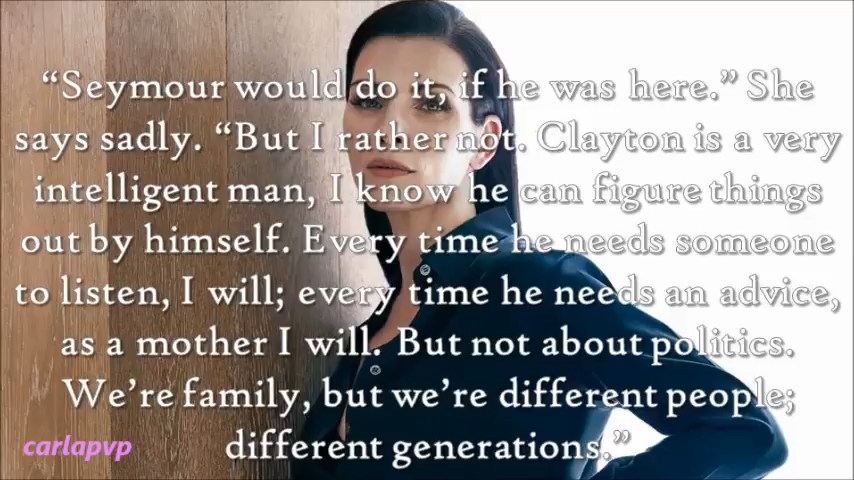 “Seymour would do it, if he was here.” She
says sadly. “But I rather not. Clayton is a very
intelligent man, I know he can figure things
out by himself. Every time he needs someone
to listen, I will; every time he needs an advice,
as a mother I will. But not about politics.
We’re family, but we’re different people;
different generations.”
carlapvp